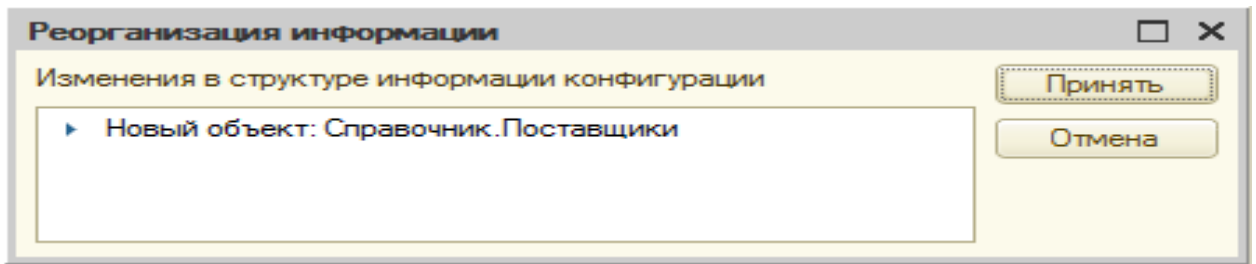 Реорганизация информации
Изменения в структуре информации конфигурации
Принять
Новый объект: Справочник.Поставщики
Отмена